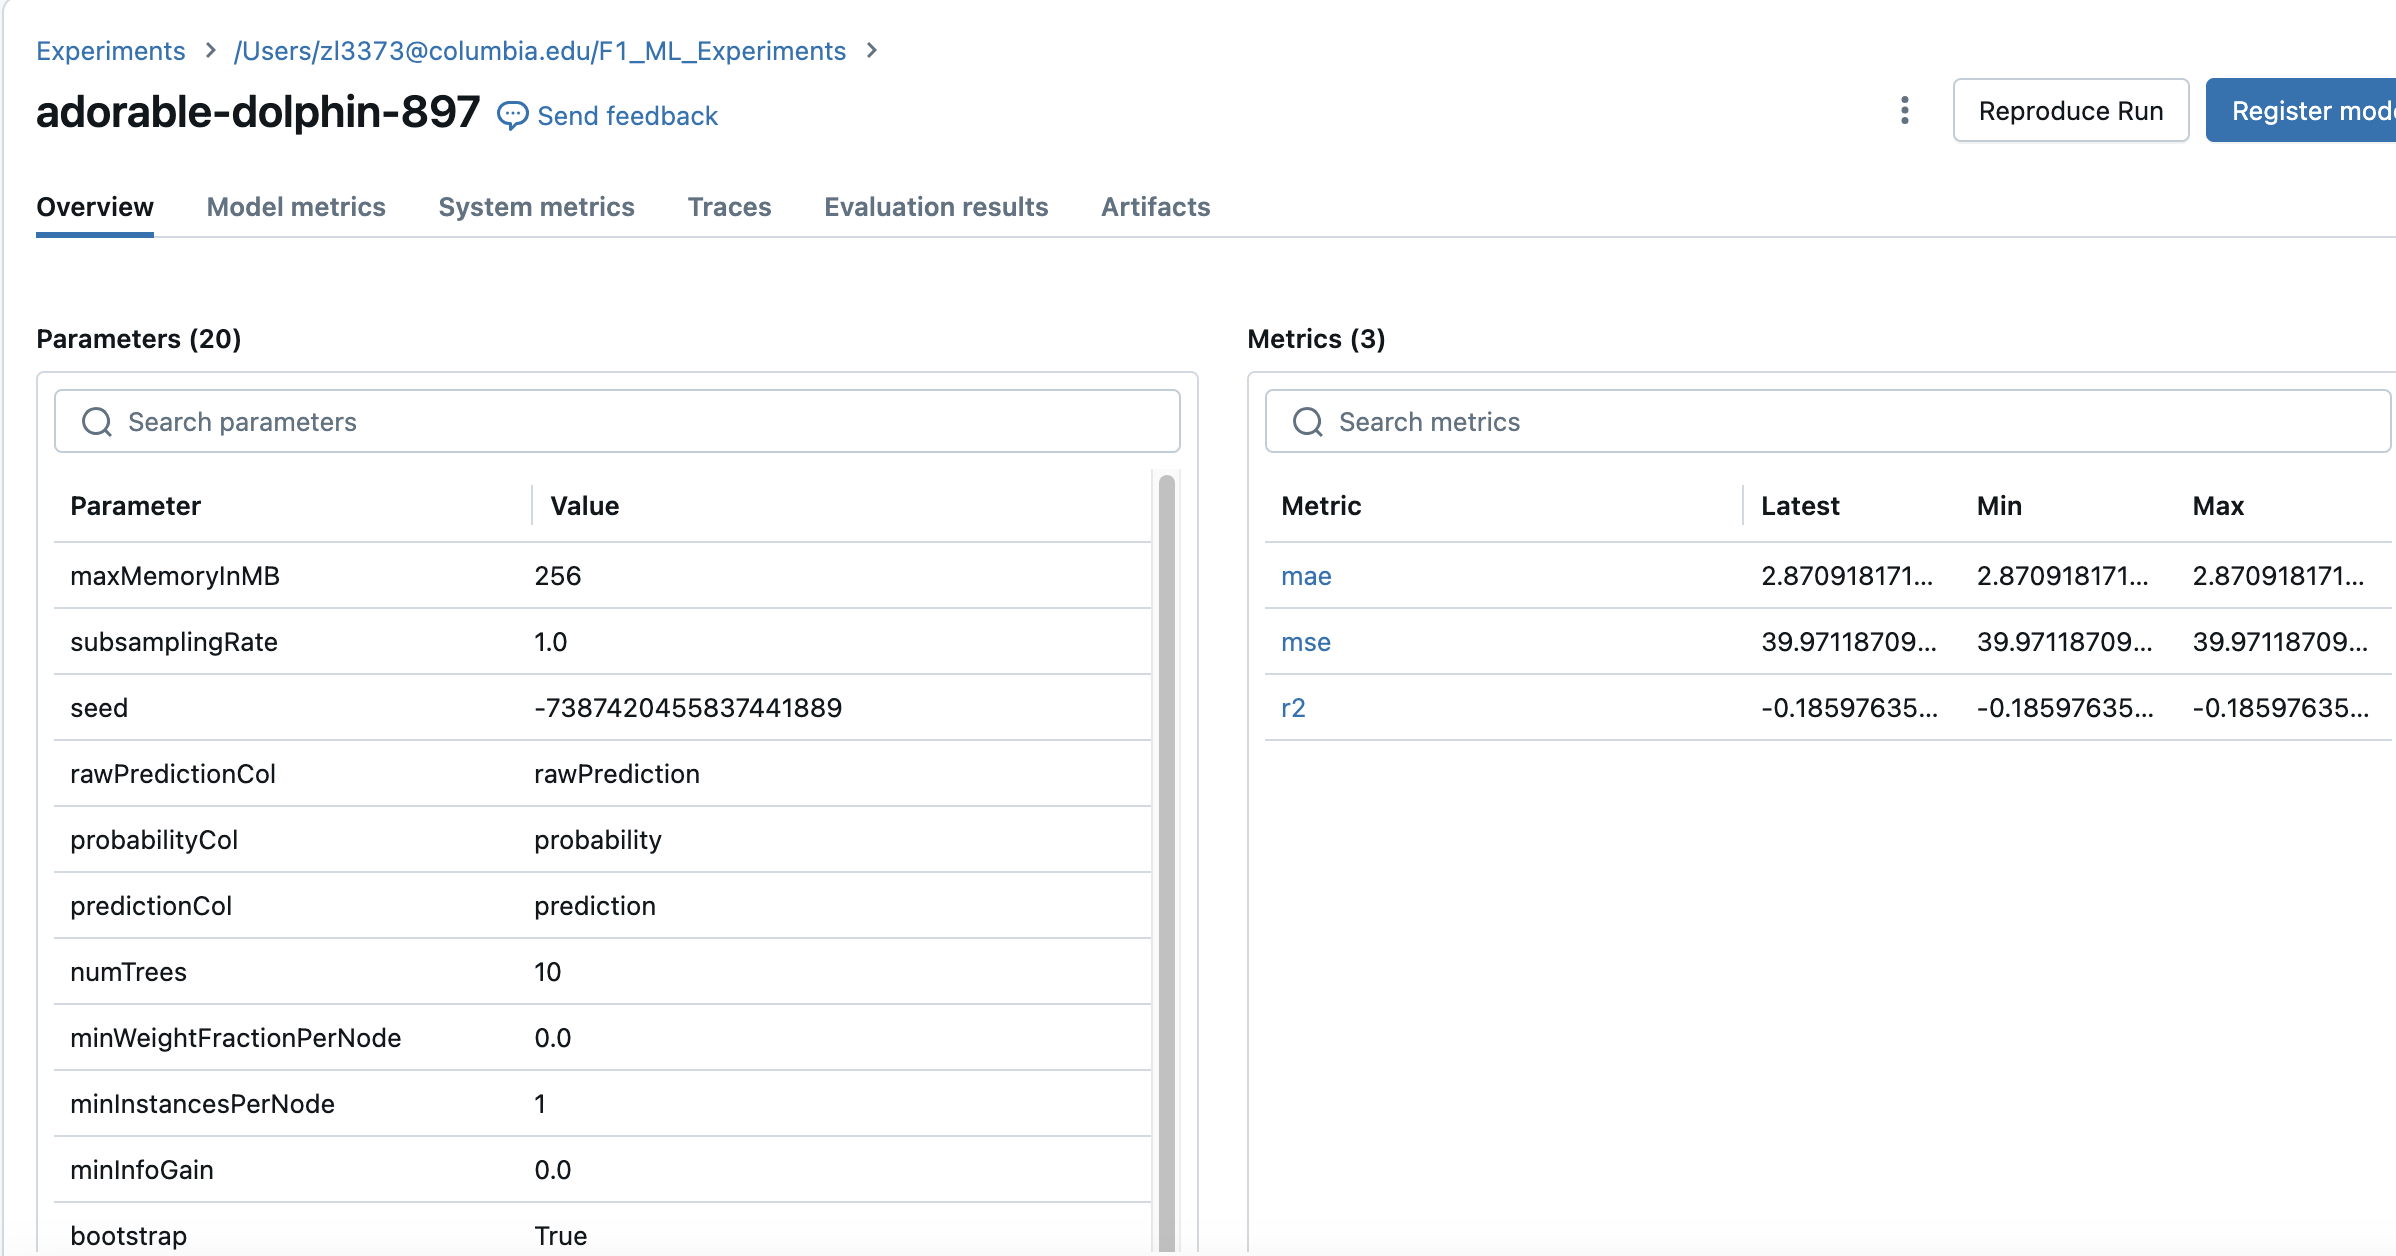 Experiments > /Users/zl3373@columbia.edu/F1_ML_Experiments >
adorable-dolphin-897 Send feedback
Reproduce Run
Register mod
Overview Model metrics System metrics Traces Evaluation results Artifacts
Parameters (20)
Search parameters
Parameter Value
maxMemoryInMB 256
subsamplingRate 1.0
seed -7387420455837441889
rawPredictionCol rawPrediction
probabilityCol probability
predictionCol prediction
numTrees 10
minWeightFractionPerNode 0.0
minInstancesPerNode 1
minInfoGain 0.0
bootstrap True
Metrics (3)
Search metrics
Metric Latest Min Max
mae 2.870918171... 2.870918171... 2.870918171...
mse 39.97118709... 39.97118709... 39.97118709...
r2 -0.18597635... -0.18597635... -0.18597635...